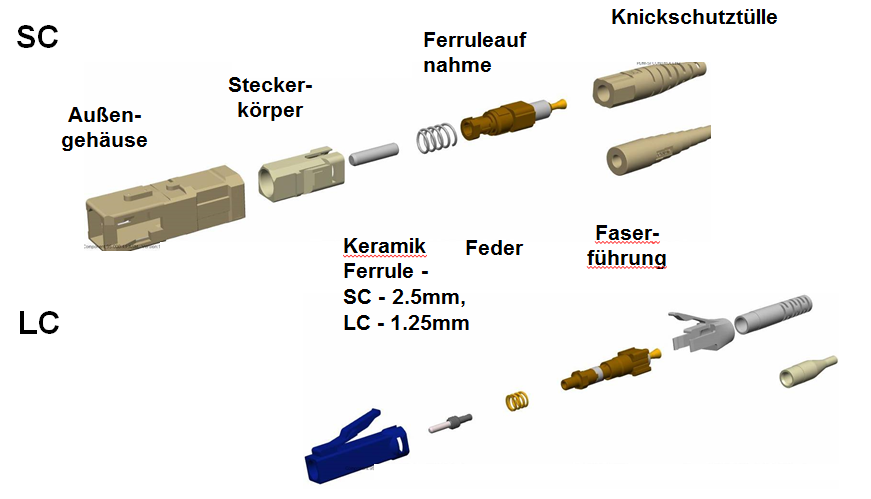 SC
Knickschutztülle
Ferruleauf
nahme
Stecker-
körper
Außen-
gehäuse
Keramik
Ferrule -
SC - 2.5mm,
LC - 1.25mm
Feder
Faser-
führung
LC